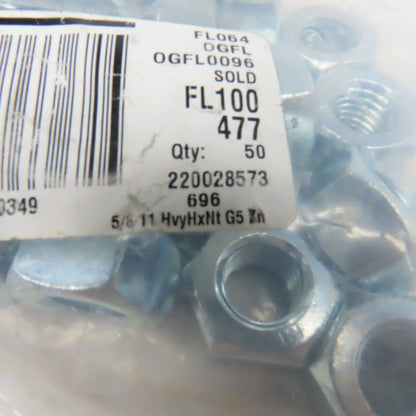 FL064
OGFL
OGFL0096
SOLD
FL100
477
Qty: 50
220028573
0349
696
5/8-11 HvyHxNt G5 Zn